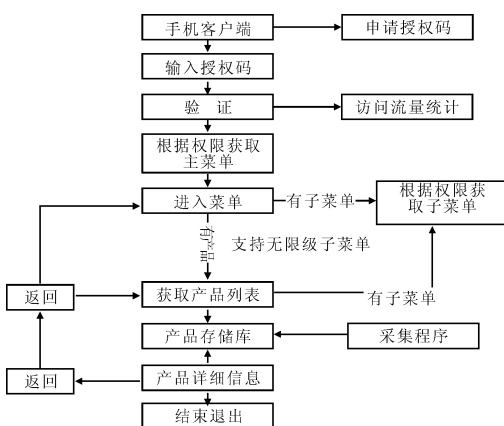 手机客户端
申请授权码
输入授权码
验 证
访问流量统计
根据权限获取
主菜单
进入菜单
有子菜单
根据权限获
取子菜单
有产品
支持无限级子菜单
返回
获取产品列表
有子菜单
产品存储库
采集程序
返回
产品详细信息
结束退出